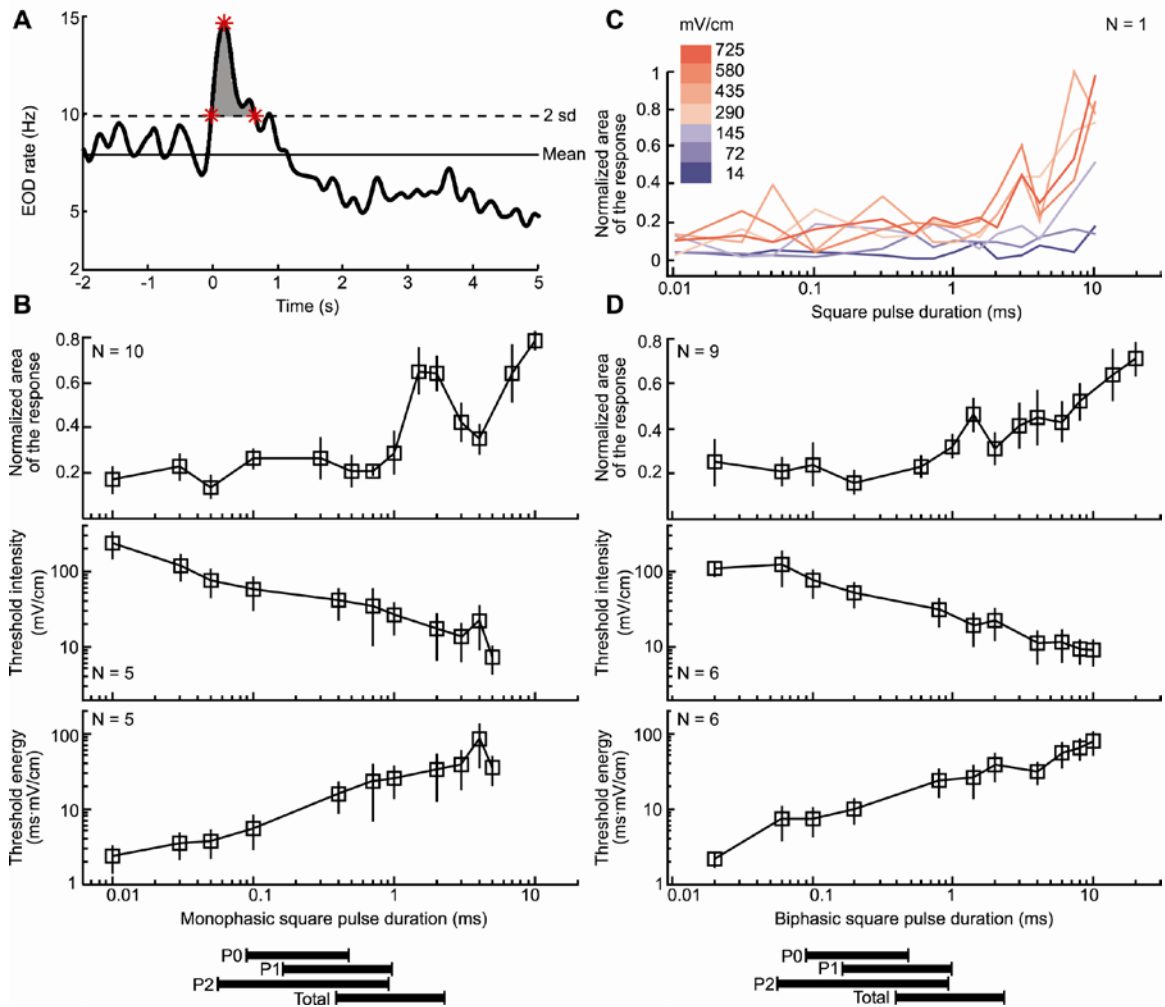 A
EOD rate (Hz)
15
10
5
2
2 sd
Mean
-2 -1 0 1 2 3 4 5
Time (s)
C
mV/cm
725
580
435
290
145
72
14
N = 1
Normalized area
of the response
1
0.8
0.6
0.4
0.2
0
0.01 0.1 1 10
Square pulse duration (ms)
B
N = 10
Normalized area
of the response
0.8
0.6
0.4
0.2
Threshold intensity
(mV/cm)
100
10
N = 5
N = 5
Threshold energy
(ms·mV/cm)
100
10
1
0.01 0.1 1 10
Monophasic square pulse duration (ms)
P0
P1
P2
Total
D
N = 9
Normalized area
of the response
0.8
0.6
0.4
0.2
Threshold intensity
(mV/cm)
100
10
N = 6
N = 6
Threshold energy
(ms·mV/cm)
100
10
1
0.01 0.1 1 10
Biphasic square pulse duration (ms)
P0
P1
P2
Total